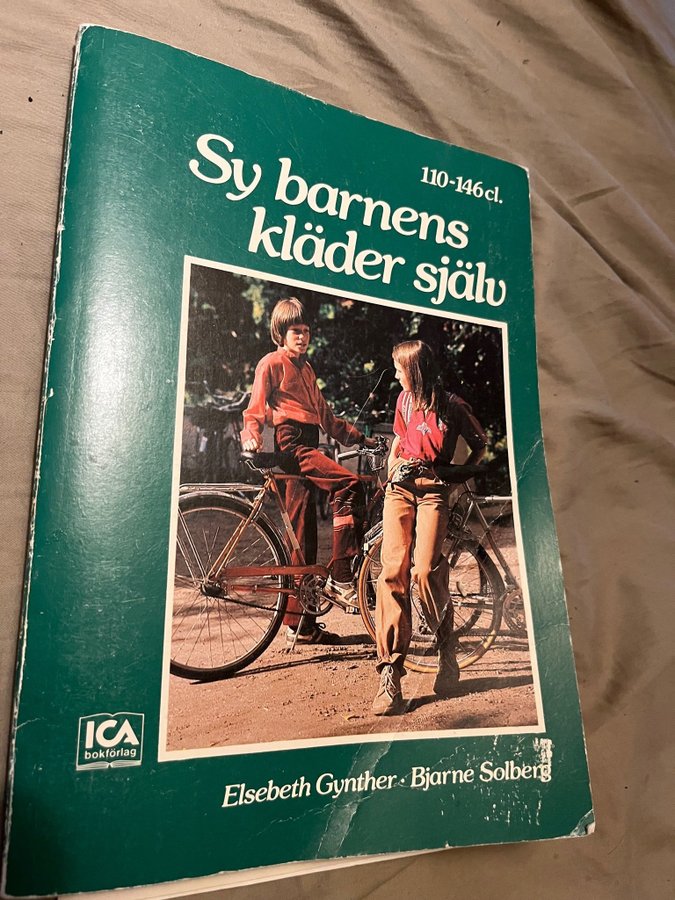 110-146 cl.
Sy barnens
kläder själv
ICA
bokförlag
Elsebeth Gynther · Bjarne Solberg